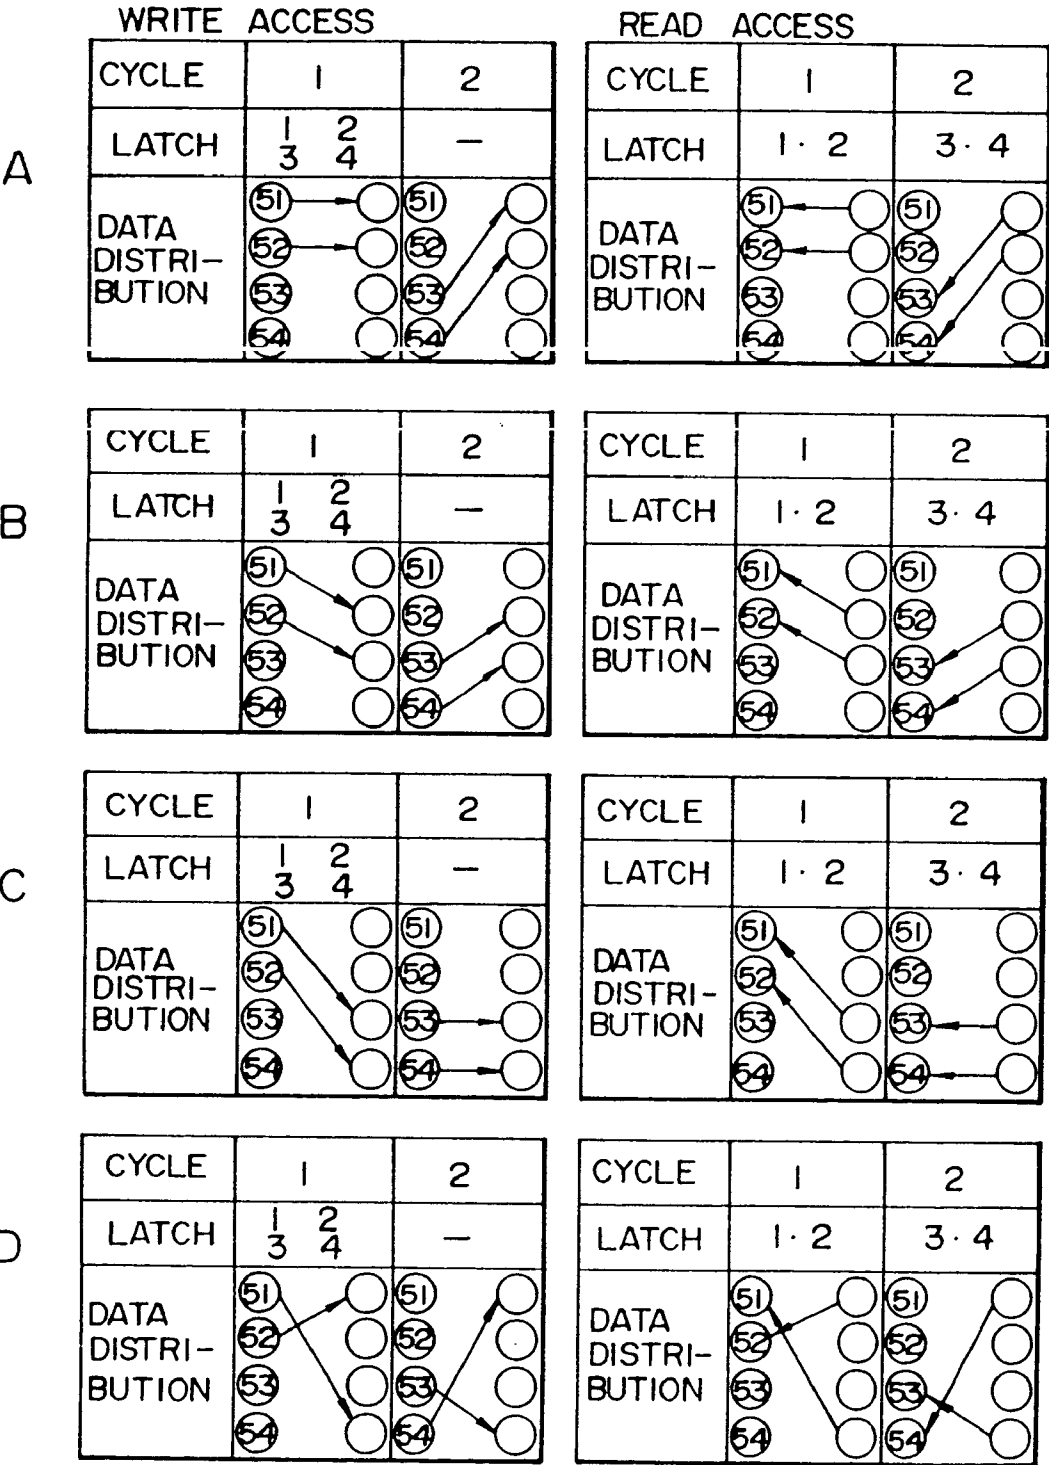 WRITE ACCESS
READ ACCESS
A
CYCLE 1 2
LATCH 1 2 3 4 —
DATA DISTRI-BUTION
51 51
52 52
53 53
54 54
CYCLE 1 2
LATCH 1·2 3·4
DATA DISTRI-BUTION
51 51
52 52
53 53
54 54
B
CYCLE 1 2
LATCH 1 2 3 4 —
DATA DISTRI-BUTION
51 51
52 52
53 53
54 54
CYCLE 1 2
LATCH 1·2 3·4
DATA DISTRI-BUTION
51 51
52 52
53 53
54 54
C
CYCLE 1 2
LATCH 1 2 3 4 —
DATA DISTRI-BUTION
51 51
52 52
53 53
54 54
CYCLE 1 2
LATCH 1·2 3·4
DATA DISTRI-BUTION
51 51
52 52
53 53
54 54
D
CYCLE 1 2
LATCH 1 2 3 4 —
DATA DISTRI-BUTION
51 51
52 52
53 53
54 54
CYCLE 1 2
LATCH 1·2 3·4
DATA DISTRI-BUTION
51 51
52 52
53 53
54 54